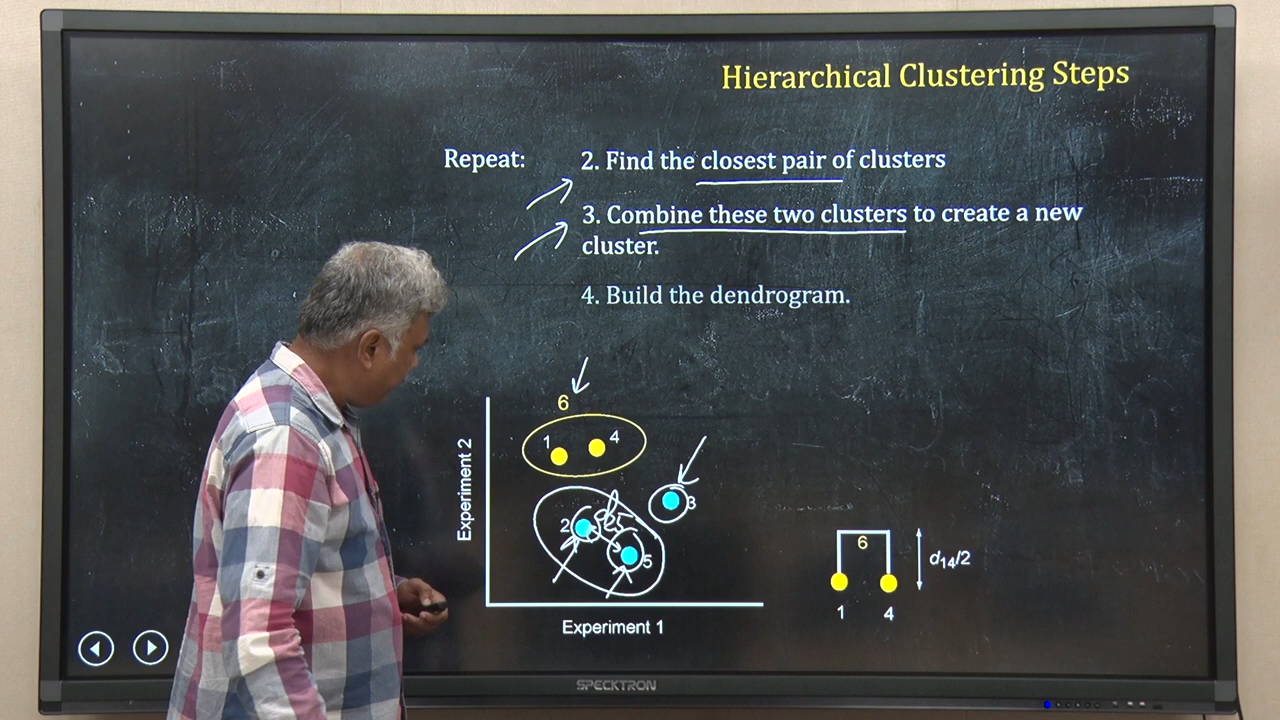 Hierarchical Clustering Steps
Repeat:
2. Find the closest pair of clusters
3. Combine these two clusters to create a new
cluster.
4. Build the dendrogram.
6
1
4
3
2
5
Experiment 2
Experiment 1
6
d14/2
1
4
SPECKTRON